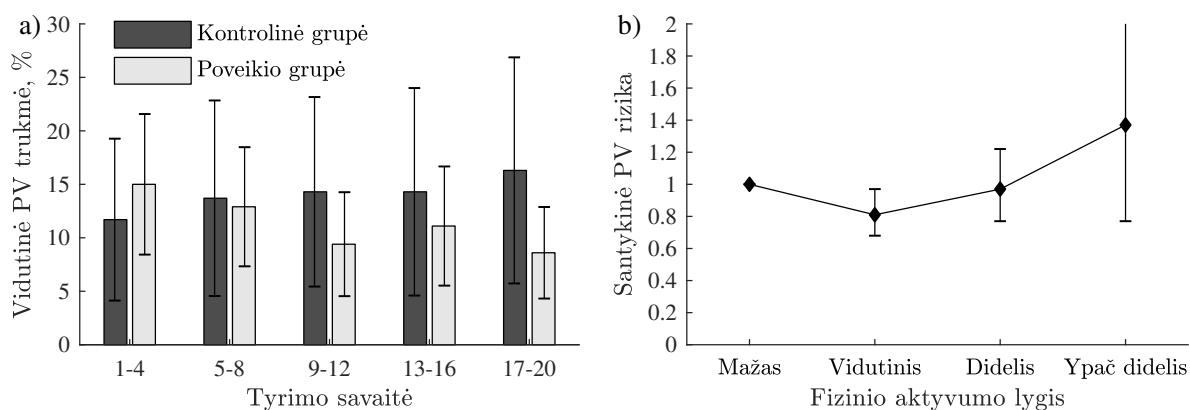 a)
30
25
20
15
10
5
0
Vidutinė PV trukmė, %
Kontrolinė grupė
Poveikio grupė
1-4 5-8 9-12 13-16 17-20
Tyrimo savaitė
b)
2
1.8
1.6
1.4
1.2
1
0.8
0.6
0.4
0.2
0
Santykinė PV rizika
Mažas Vidutinis Didelis Ypač didelis
Fizinio aktyvumo lygis